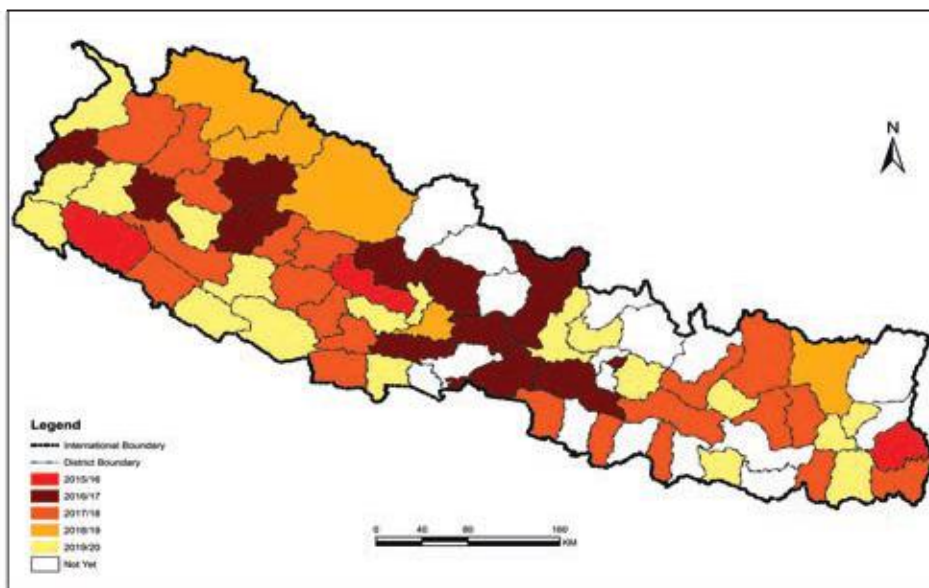 N
Legend
International Boundary
District Boundary
2015/16
2016/17
2017/18
2018/19
2019/20
Not Yet
0 40 80 160
KM